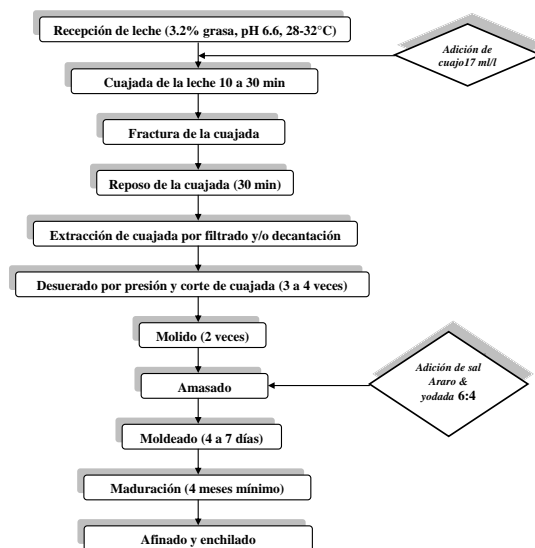 Recepción de leche (3.2% grasa, pH 6.6, 28-32°C)
Adición de
cuajo17 ml/l
Cuajada de la leche 10 a 30 min
Fractura de la cuajada
Reposo de la cuajada (30 min)
Extracción de cuajada por filtrado y/o decantación
Desuerado por presión y corte de cuajada (3 a 4 veces)
Molido (2 veces)
Adición de sal
Araro &
yodada 6:4
Amasado
Moldeado (4 a 7 días)
Maduración (4 meses mínimo)
Afinado y enchilado